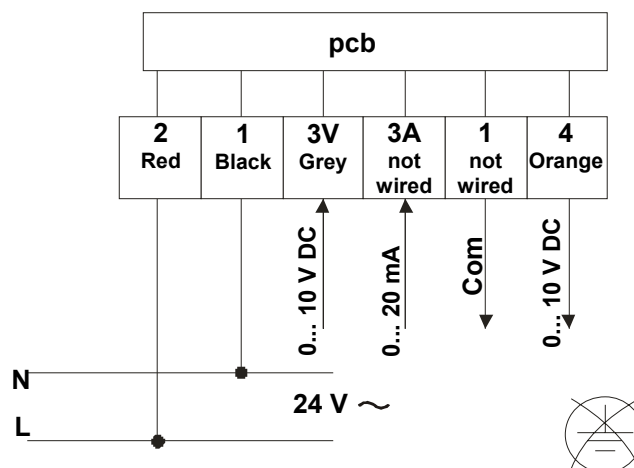 pcb
2 1 3V 3A 1 4
Red Black Grey not wired not wired Orange
0... 10 V DC
0... 20 mA
Com
0... 10 V DC
N
24 V ~
L